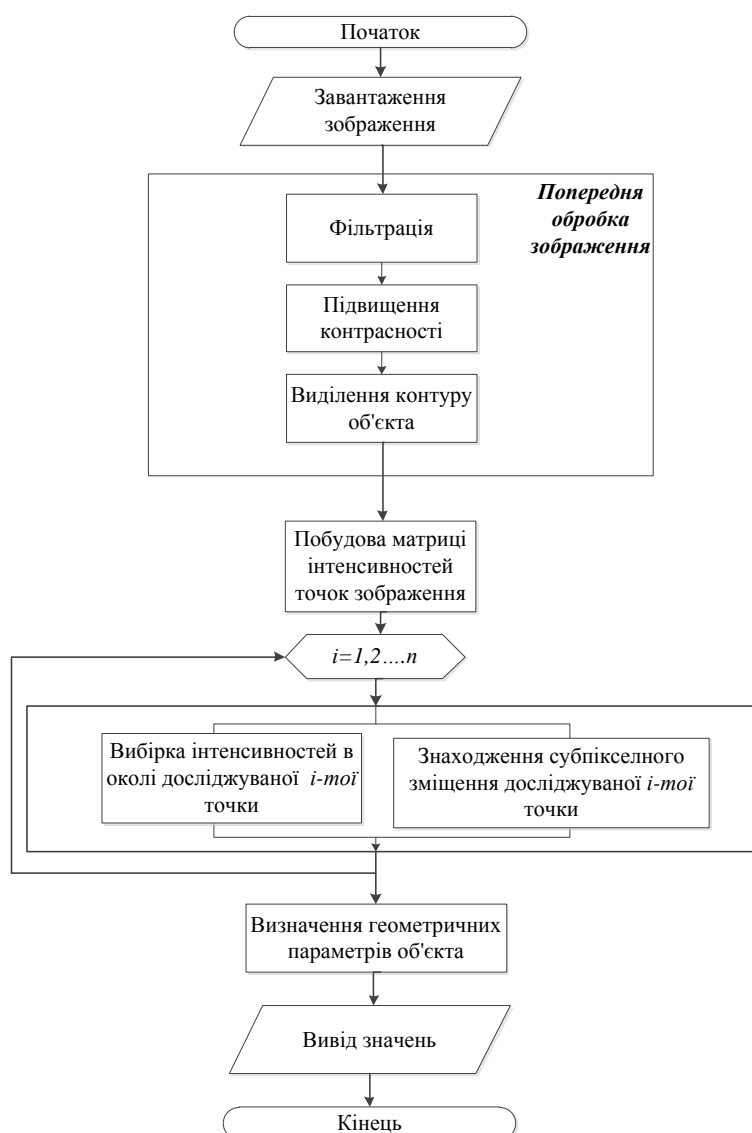 Початок
Завантаження
зображення
Попередня
обробка
зображення
Фільтрація
Підвищення
контрасності
Виділення контуру
об'єкта
Побудова матриці
інтенсивностей
точок зображення
i=1,2….n
Вибірка інтенсивностей в
околі досліджуваної i-тої
точки
Знаходження субпікселного
зміщення досліджуваної i-тої
точки
Визначення геометричних
параметрів об'єкта
Вивід значень
Кінець